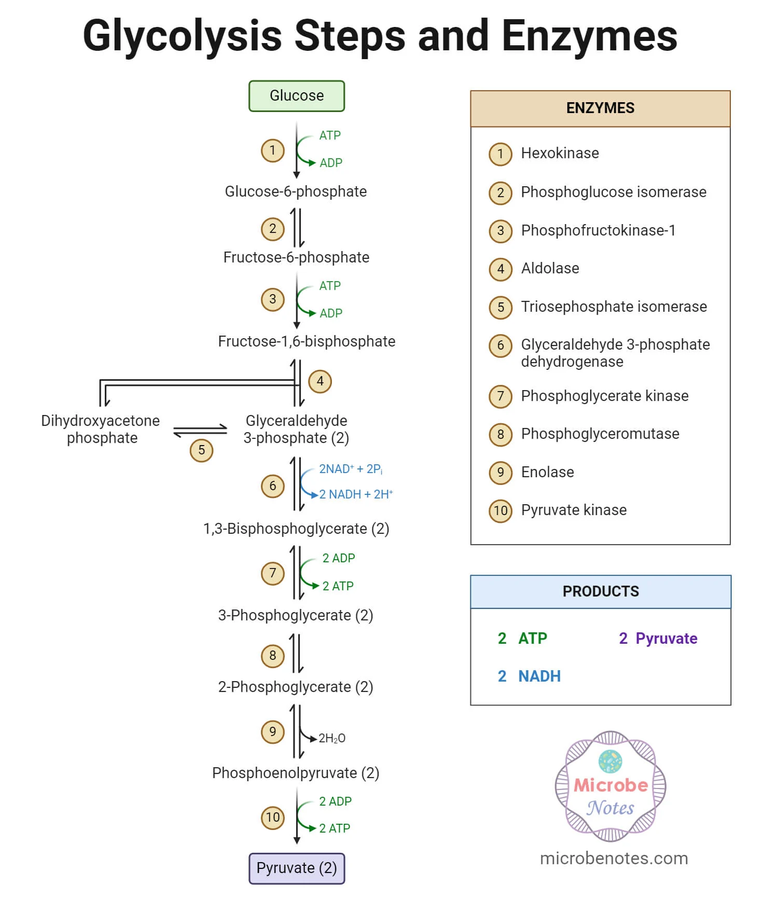 Glycolysis Steps and Enzymes
Glucose
1
ATP
ADP
Glucose-6-phosphate
2
Fructose-6-phosphate
3
ATP
ADP
Fructose-1,6-bisphosphate
4
Dihydroxyacetone
phosphate
5
Glyceraldehyde
3-phosphate (2)
6
2NAD⁺ + 2Pᵢ
2 NADH + 2H⁺
1,3-Bisphosphoglycerate (2)
7
2 ADP
2 ATP
3-Phosphoglycerate (2)
8
2-Phosphoglycerate (2)
9
2H₂O
Phosphoenolpyruvate (2)
10
2 ADP
2 ATP
Pyruvate (2)
ENZYMES
1 Hexokinase
2 Phosphoglucose isomerase
3 Phosphofructokinase-1
4 Aldolase
5 Triosephosphate isomerase
6 Glyceraldehyde 3-phosphate
dehydrogenase
7 Phosphoglycerate kinase
8 Phosphoglyceromutase
9 Enolase
10 Pyruvate kinase
PRODUCTS
2 ATP 2 Pyruvate
2 NADH
Microbe
Notes
microbenotes.com